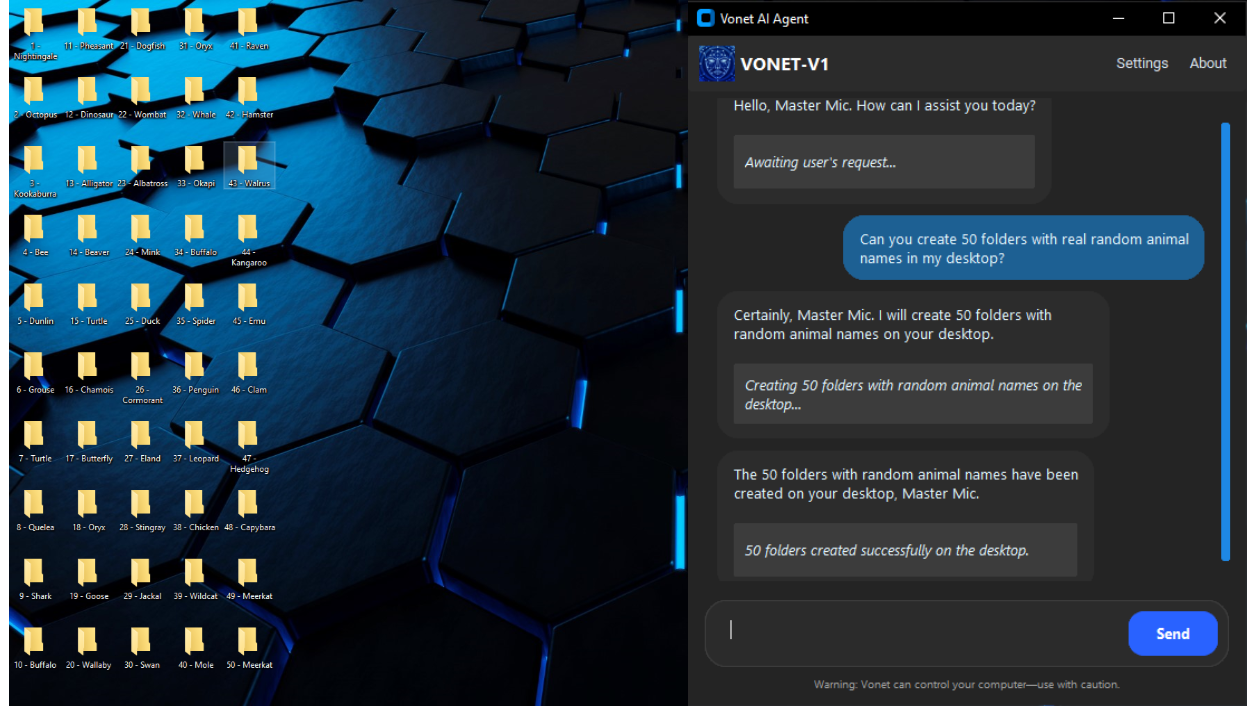 1 -
Nightingale
11 - Pheasant
21 - Dogfish
31 - Oryx
41 - Raven
2 - Octopus
12 - Dinosaur
22 - Wombat
32 - Whale
42 - Hamster
3 -
Kookaburra
13 - Alligator
23 - Albatross
33 - Okapi
43 - Walrus
4 - Bee
14 - Beaver
24 - Mink
34 - Buffalo
44 -
Kangaroo
5 - Dunlin
15 - Turtle
25 - Duck
35 - Spider
45 - Emu
6 - Grouse
16 - Chamois
26 -
Cormorant
36 - Penguin
46 - Clam
7 - Turtle
17 - Butterfly
27 - Eland
37 - Leopard
47 -
Hedgehog
8 - Quelea
18 - Oryx
28 - Stingray
38 - Chicken
48 - Capybara
9 - Shark
19 - Goose
29 - Jackal
39 - Wildcat
49 - Meerkat
10 - Buffalo
20 - Wallaby
30 - Swan
40 - Mole
50 - Meerkat
Vonet AI Agent
VONET-V1
Settings
About
Hello, Master Mic. How can I assist you today?
Awaiting user's request...
Can you create 50 folders with real random animal
names in my desktop?
Certainly, Master Mic. I will create 50 folders with
random animal names on your desktop.
Creating 50 folders with random animal names on the
desktop...
The 50 folders with random animal names have been
created on your desktop, Master Mic.
50 folders created successfully on the desktop.
Send
Warning: Vonet can control your computer—use with caution.